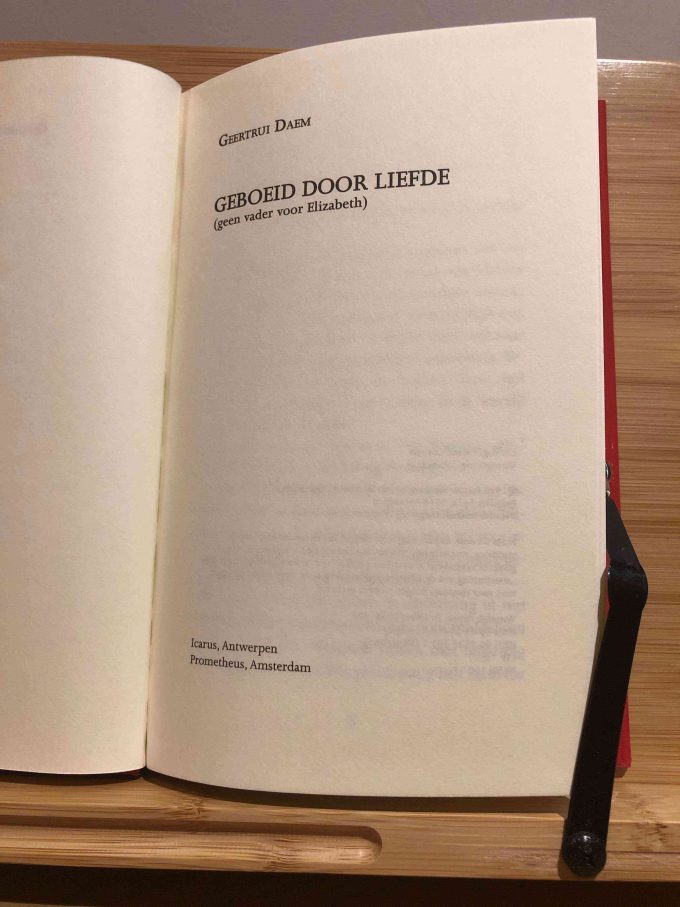 Geertrui Daem
GEBOEID DOOR LIEFDE
(geen vader voor Elizabeth)
Icarus, Antwerpen
Prometheus, Amsterdam